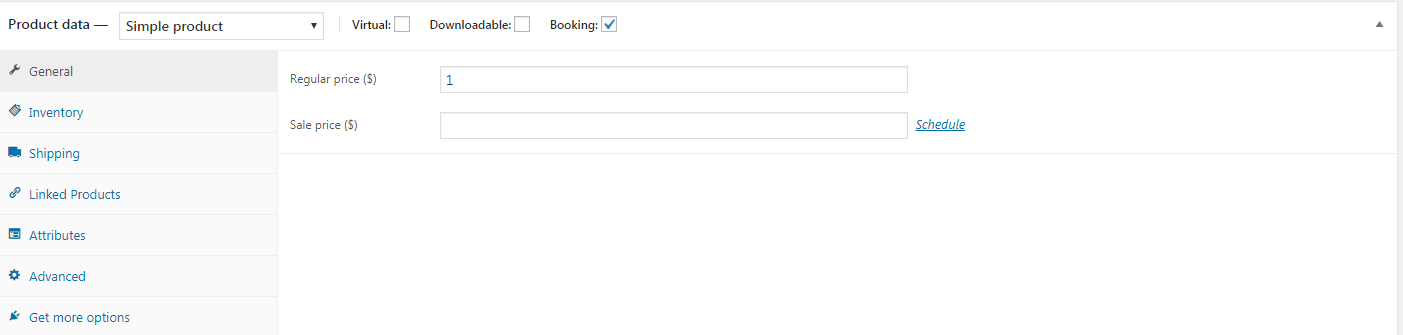 Product data — Simple product Virtual: Downloadable: Booking:
General
Regular price ($) 1
Inventory
Sale price ($) Schedule
Shipping
Linked Products
Attributes
Advanced
Get more options